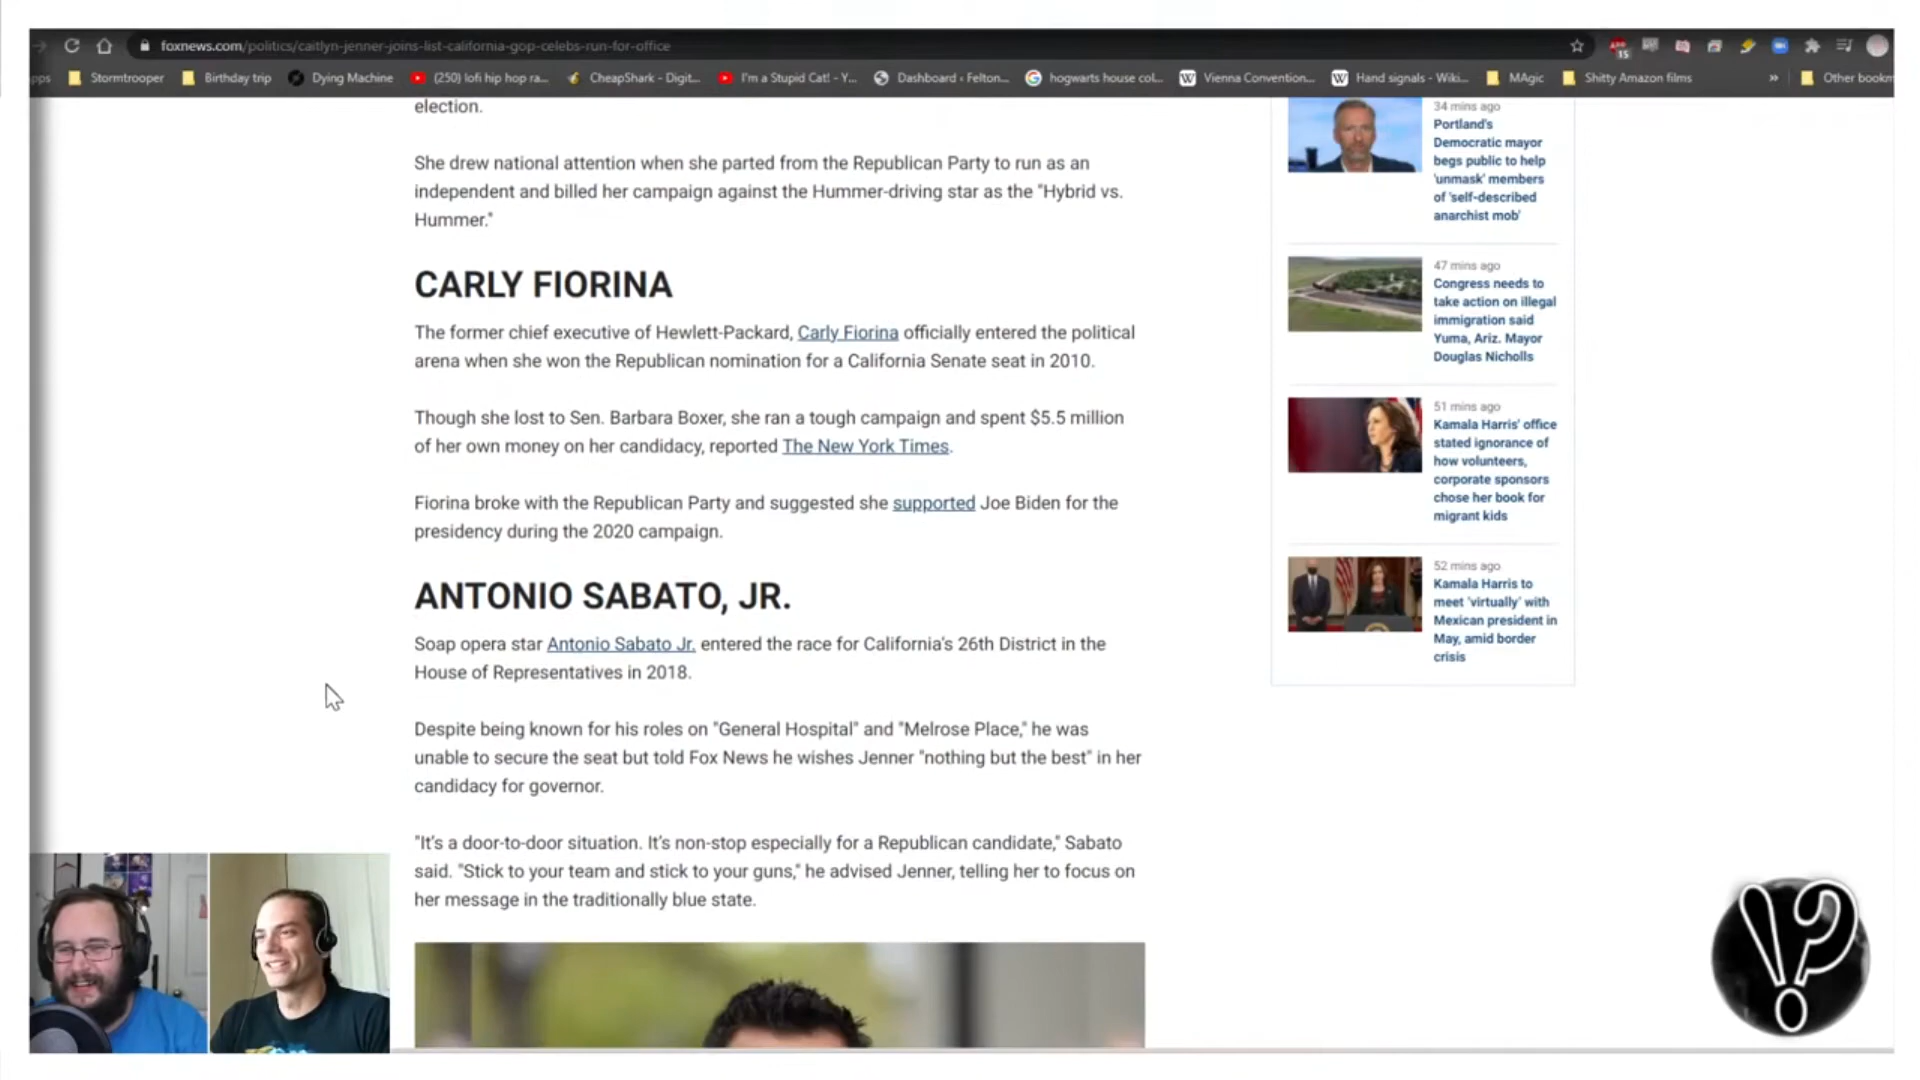 foxnews.com/politics/caitlyn-jenner-joins-list-california-gop-celebs-run-for-office
15
Stormtrooper
Birthday trip
Dying Machine
(250) lofi hip hop ra...
CheapShark - Digit...
I'm a Stupid Cat! - Y...
Dashboard ‹ Felton...
hogwarts house col...
Vienna Convention...
Hand signals - Wiki...
MAgic
Shitty Amazon films
»
Other bookm
election.
She drew national attention when she parted from the Republican Party to run as an
independent and billed her campaign against the Hummer-driving star as the "Hybrid vs.
Hummer."
CARLY FIORINA
The former chief executive of Hewlett-Packard, Carly Fiorina officially entered the political
arena when she won the Republican nomination for a California Senate seat in 2010.
Though she lost to Sen. Barbara Boxer, she ran a tough campaign and spent $5.5 million
of her own money on her candidacy, reported The New York Times.
Fiorina broke with the Republican Party and suggested she supported Joe Biden for the
presidency during the 2020 campaign.
ANTONIO SABATO, JR.
Soap opera star Antonio Sabato Jr. entered the race for California's 26th District in the
House of Representatives in 2018.
Despite being known for his roles on "General Hospital" and "Melrose Place," he was
unable to secure the seat but told Fox News he wishes Jenner "nothing but the best" in her
candidacy for governor.
"It's a door-to-door situation. It's non-stop especially for a Republican candidate," Sabato
said. "Stick to your team and stick to your guns," he advised Jenner, telling her to focus on
her message in the traditionally blue state.
34 mins ago
Portland's
Democratic mayor
begs public to help
'unmask' members
of 'self-described
anarchist mob'
47 mins ago
Congress needs to
take action on illegal
immigration said
Yuma, Ariz. Mayor
Douglas Nicholls
51 mins ago
Kamala Harris' office
stated ignorance of
how volunteers,
corporate sponsors
chose her book for
migrant kids
52 mins ago
Kamala Harris to
meet 'virtually' with
Mexican president in
May, amid border
crisis
!?